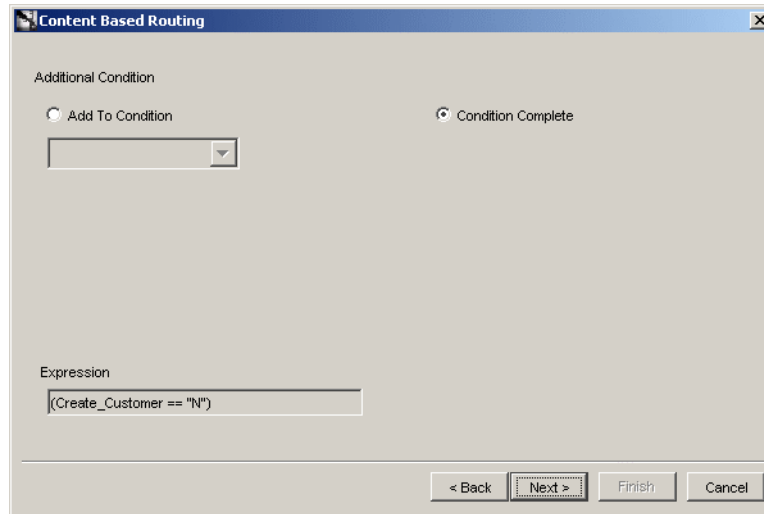 Content Based Routing
Additional Condition
Add To Condition
Condition Complete
Expression
(Create_Customer == "N")
< Back Next > Finish Cancel